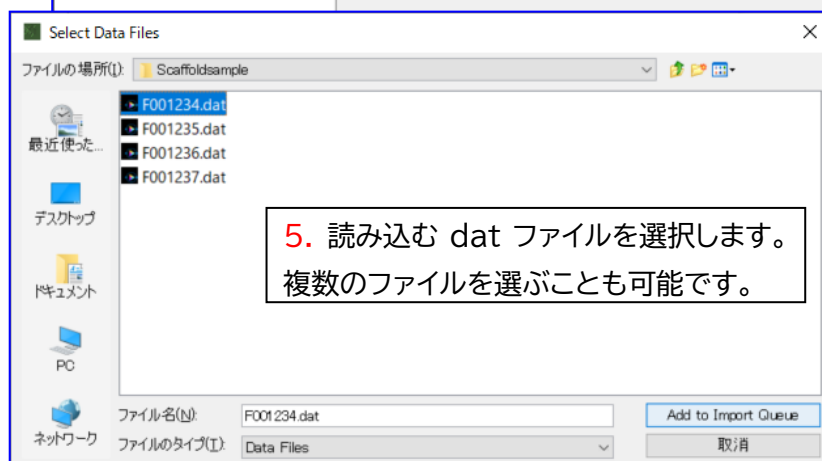 Select Data Files
ファイルの場所(I): Scaffoldsample
F001234.dat
F001235.dat
F001236.dat
F001237.dat
最近使った...
デスクトップ
ドキュメント
PC
ネットワーク
5. 読み込む dat ファイルを選択します。
複数のファイルを選ぶことも可能です。
ファイル名(N): F001234.dat Add to Import Queue
ファイルのタイプ(T): Data Files 取消